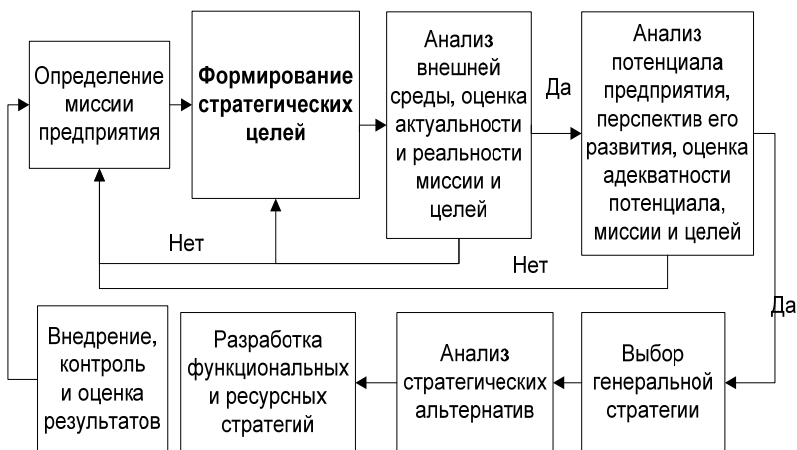 Определение
миссии
предприятия
Формирование
стратегических
целей
Анализ
внешней
среды, оценка
актуальности
и реальности
миссии и
целей
Да
Анализ
потенциала
предприятия,
перспектив его
развития, оценка
адекватности
потенциала,
миссии и целей
Нет
Нет
Да
Внедрение,
контроль
и оценка
результатов
Разработка
функциональных
и ресурсных
стратегий
Анализ
стратегических
альтернатив
Выбор
генеральной
стратегии